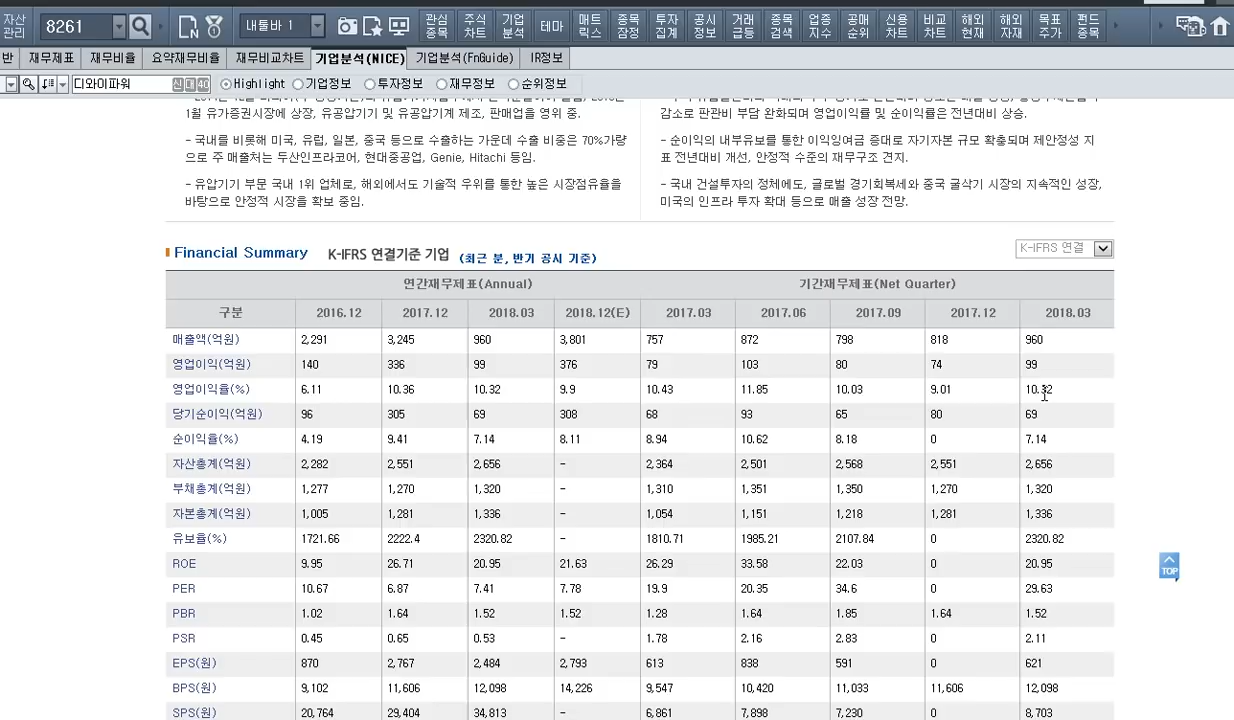 자산 관리 8261 내툴바 1 관심 종목 주식 차트 기업 분석 테마 매트 릭스 종목 잠정 투자 집계 공시 정보 거래 급등 종목 검색 업종 지수 공매 순위 신용 차트 비교 차트 해외 현재 해외 자재 목표 주가 펀드 종목
반 재무제표 재무비율 요약재무비율 재무비교차트 기업분석(NICE) 기업분석(FnGuide) IR정보
디와이파워 신 대 40 Highlight 기업정보 투자정보 재무정보 순위정보
1월 유가증권시장에 상장, 유공압기기 및 유공압기계 제조, 판매업을 영위 중.
- 국내를 비롯해 미국, 유럽, 일본, 중국 등으로 수출하는 가운데 수출 비중은 70%가량
으로 주 매출처는 두산인프라코어, 현대중공업, Genie, Hitachi 등임.
- 유압기기 부문 국내 1위 업체로, 해외에서도 기술적 우위를 통한 높은 시장점유율을
바탕으로 안정적 시장을 확보 중임.
감소로 판관비 부담 완화되며 영업이익률 및 순이익률은 전년대비 상승.
- 순이익의 내부유보를 통한 이익잉여금 증대로 자기자본 규모 확충되며 제안정성 지
표 전년대비 개선, 안정적 수준의 재무구조 견지.
- 국내 건설투자의 정체에도, 글로벌 경기회복세와 중국 굴삭기 시장의 지속적인 성장,
미국의 인프라 투자 확대 등으로 매출 성장 전망.
Financial Summary K-IFRS 연결기준 기업 (최근 분, 반기 공시 기준) K-IFRS 연결
연간재무제표(Annual) 기간재무제표(Net Quarter)
구분 2016.12 2017.12 2018.03 2018.12(E) 2017.03 2017.06 2017.09 2017.12 2018.03
매출액(억원) 2,291 3,245 960 3,801 757 872 798 818 960
영업이익(억원) 140 336 99 376 79 103 80 74 99
영업이익률(%) 6.11 10.36 10.32 9.9 10.43 11.85 10.03 9.01 10.32
당기순이익(억원) 96 305 69 308 68 93 65 80 69
순이익률(%) 4.19 9.41 7.14 8.11 8.94 10.62 8.18 0 7.14
자산총계(억원) 2,282 2,551 2,656 - 2,364 2,501 2,568 2,551 2,656
부채총계(억원) 1,277 1,270 1,320 - 1,310 1,351 1,350 1,270 1,320
자본총계(억원) 1,005 1,281 1,336 - 1,054 1,151 1,218 1,281 1,336
유보율(%) 1721.66 2222.4 2320.82 1810.71 1985.21 2107.84 0 2320.82
ROE 9.95 26.71 20.95 21.63 26.29 33.58 22.03 0 20.95
PER 10.67 6.87 7.41 7.78 19.9 20.35 34.6 0 29.63
PBR 1.02 1.64 1.52 1.52 1.28 1.64 1.85 1.64 1.52
PSR 0.45 0.65 0.53 - 1.78 2.16 2.83 0 2.11
EPS(원) 870 2,767 2,484 2,793 613 838 591 0 621
BPS(원) 9,102 11,606 12,098 14,226 9,547 10,420 11,033 11,606 12,098
SPS(원) 20,764 29,404 34,813 - 6,861 7,898 7,230 0 8,703
TOP